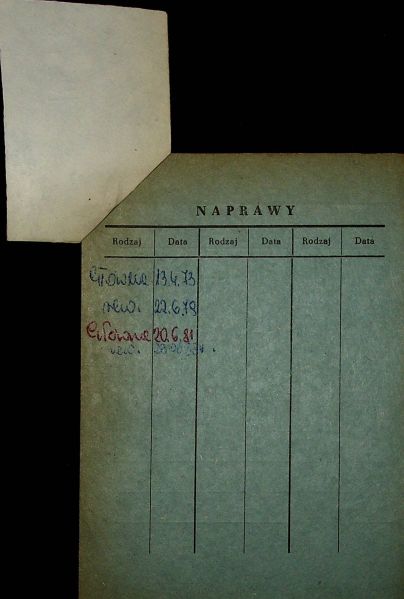 NAPRAWY
Rodzaj Data Rodzaj Data Rodzaj Data
Główna 13.4.73
rew. 22.6.78
Główna 20.6.81
rew.